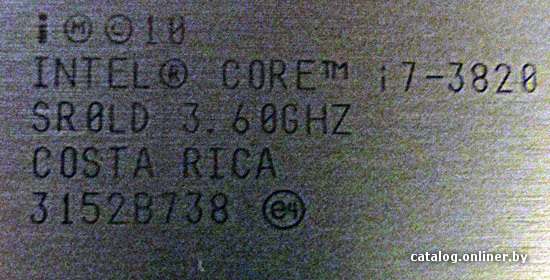 i Ⓜ Ⓒ 10
INTEL® CORE™ i7-3820
SR0LD 3.60GHZ
COSTA RICA
3152B738 e4
catalog.onliner.by